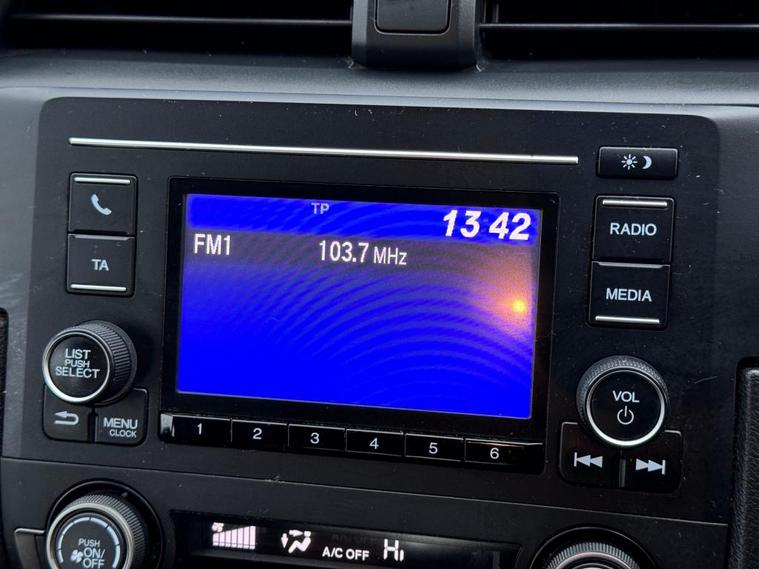 TP
13 42
FM1 103.7 MHz
TA
RADIO
MEDIA
LIST
PUSH
SELECT
MENU
CLOCK
VOL
1 2 3 4 5 6
PUSH
ON/
OFF
A/C OFF
Hi